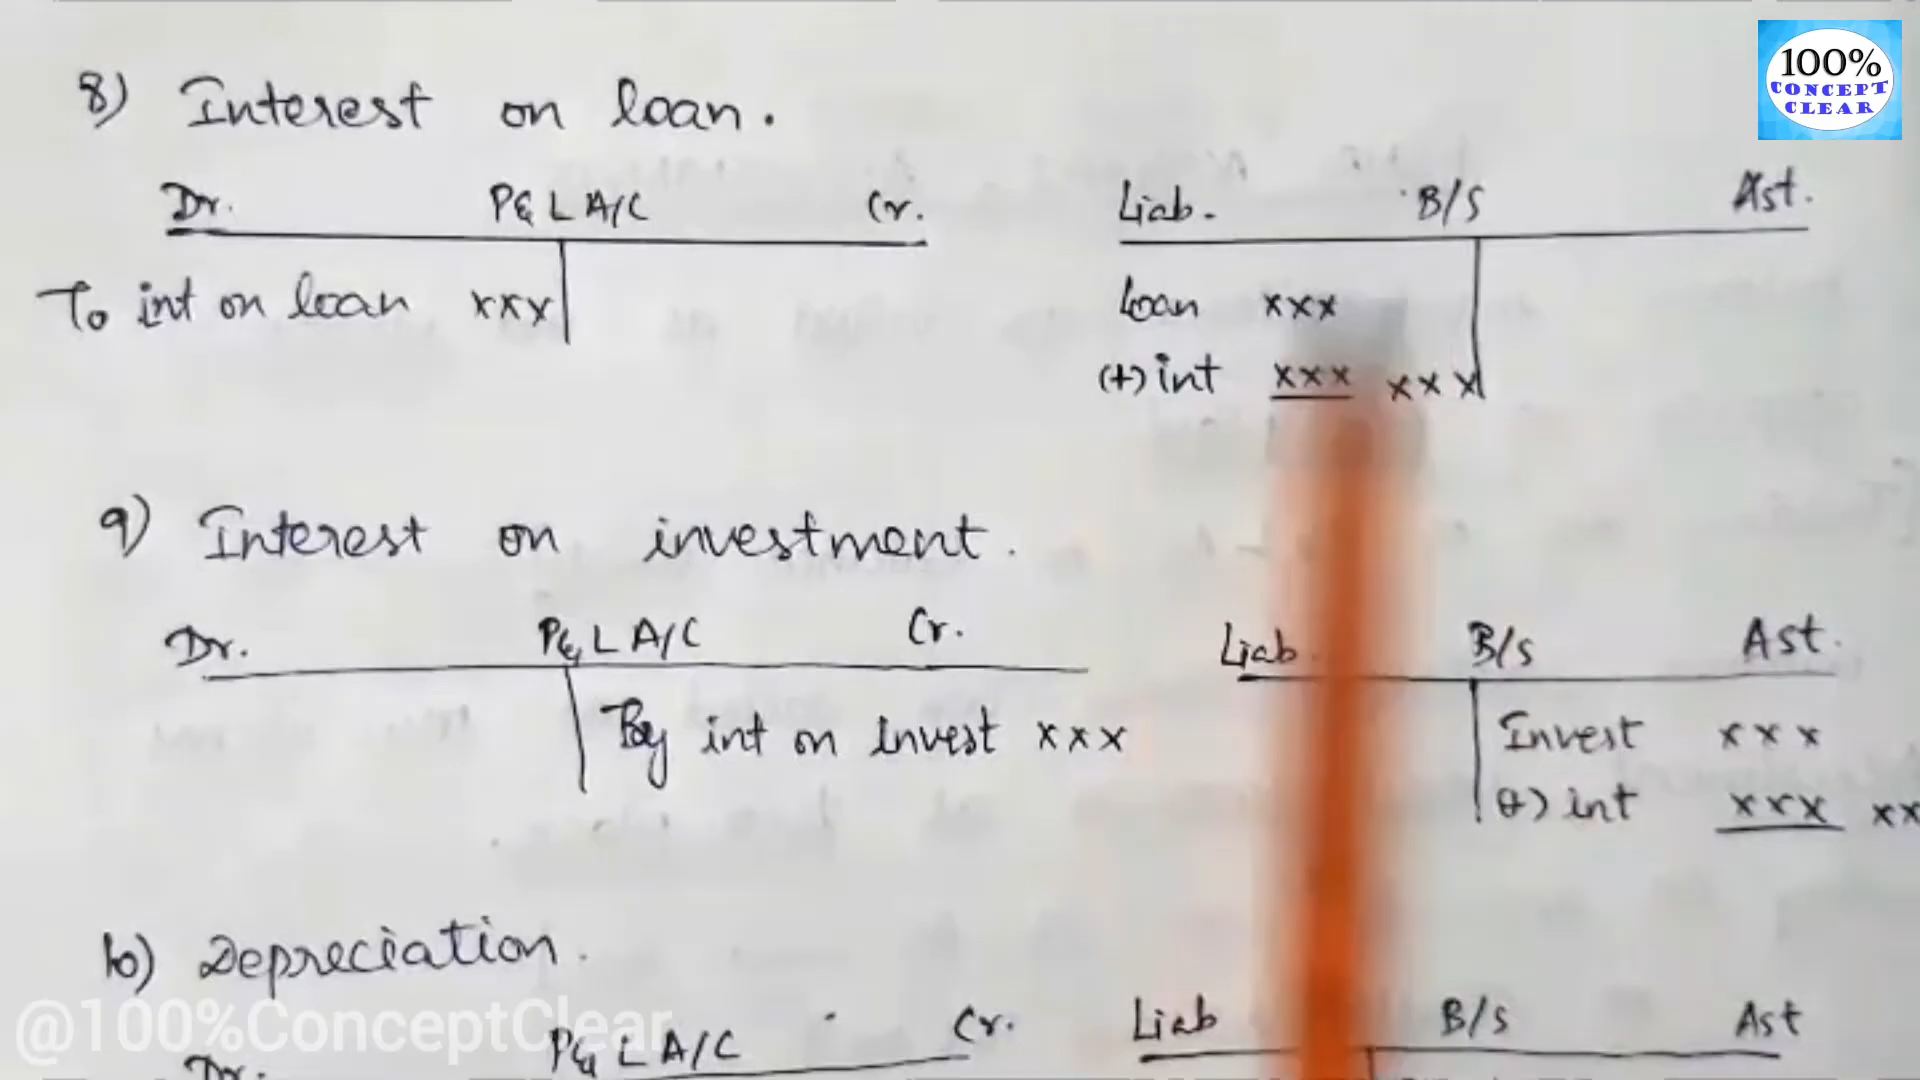 100%
CONCEPT
CLEAR
8) Interest on loan.
Dr. P& L A/C Cr.
To int on loan xxx
Liab. B/S Ast.
Loan xxx
(+) int xxx xxx
9) Interest on investment.
Dr. P& L A/C Cr.
By int on invest xxx
Liab B/S Ast.
Invest xxx
(+) int xxx xx
10) Depreciation.
@100%ConceptClear
Dr. P& L A/C Cr.
Liab B/S Ast